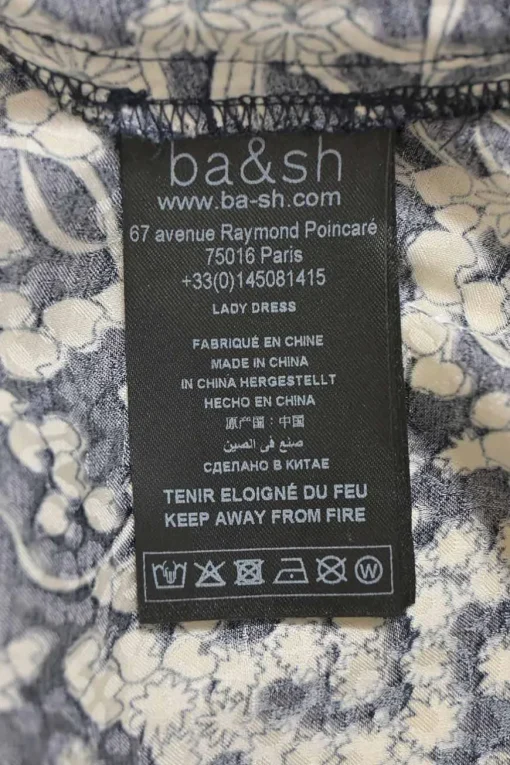 ba&sh
www.ba-sh.com
67 avenue Raymond Poincaré
75016 Paris
+33(0)145081415
LADY DRESS
FABRIQUÉ EN CHINE
MADE IN CHINA
IN CHINA HERGESTELLT
HECHO EN CHINA
原产国：中国
صنع فى الصين
СДЕЛАНО В КИТАЕ
TENIR ELOIGNÉ DU FEU
KEEP AWAY FROM FIRE
W